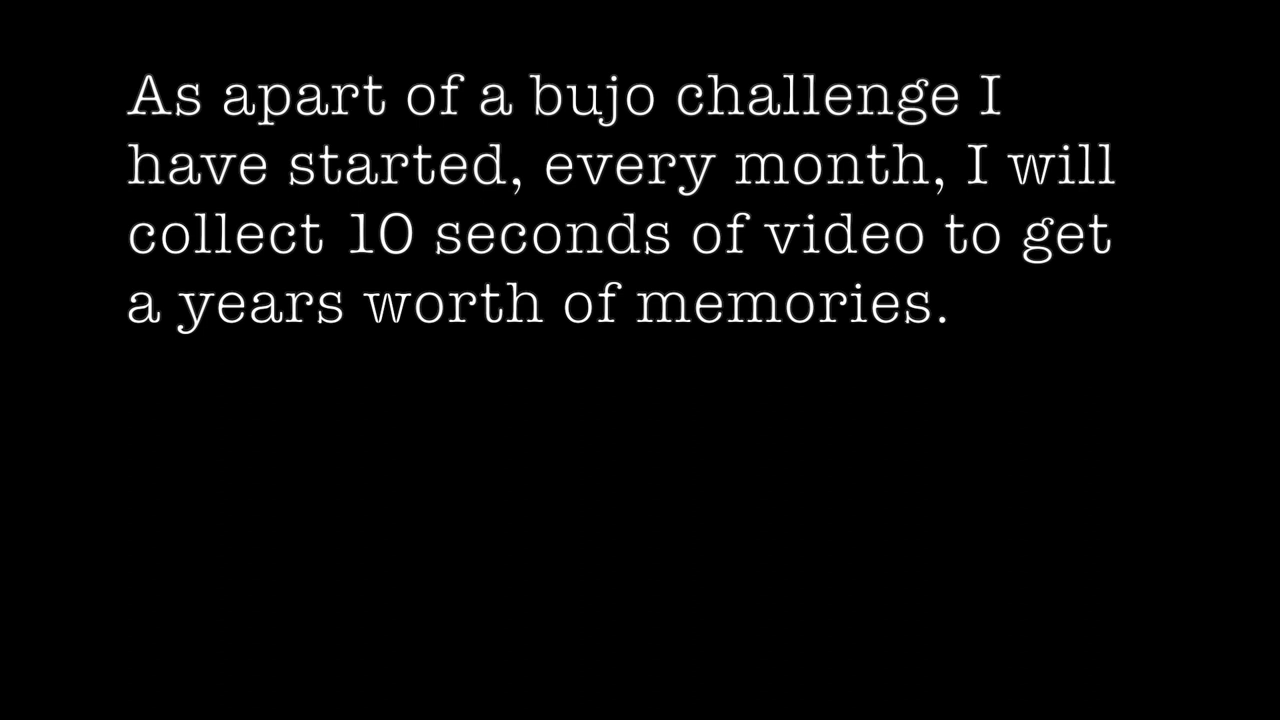 As apart of a bujo challenge I
have started, every month, I will
collect 10 seconds of video to get
a years worth of memories.